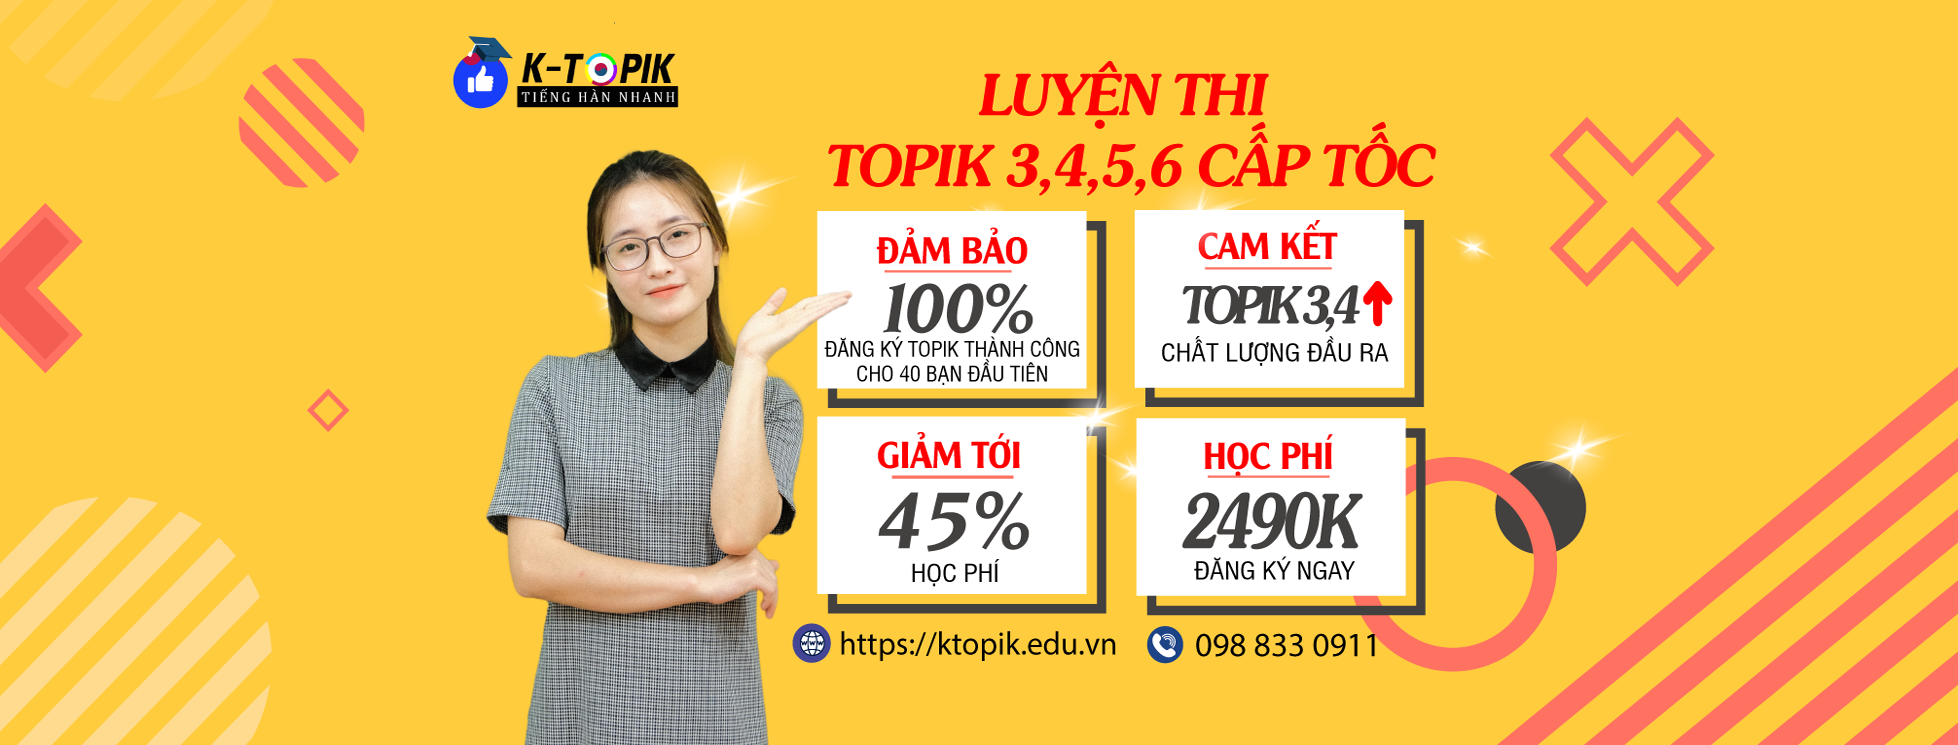 K-TOPIK
TIẾNG HÀN NHANH
LUYỆN THI
TOPIK 3,4,5,6 CẤP TỐC
ĐẢM BẢO
100%
ĐĂNG KÝ TOPIK THÀNH CÔNG
CHO 40 BẠN ĐẦU TIÊN
CAM KẾT
TOPIK 3,4
CHẤT LƯỢNG ĐẦU RA
GIẢM TỚI
45%
HỌC PHÍ
HỌC PHÍ
2490K
ĐĂNG KÝ NGAY
https://ktopik.edu.vn
098 833 0911